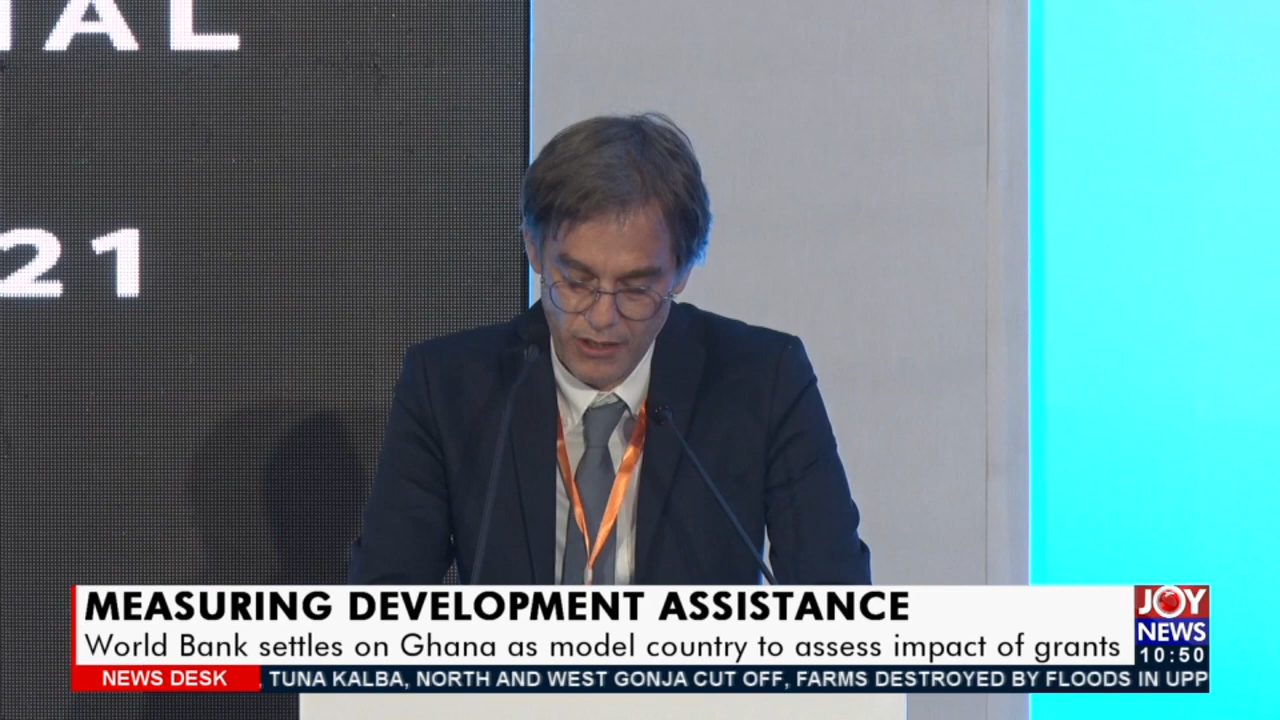 IAL
21
MEASURING DEVELOPMENT ASSISTANCE
World Bank settles on Ghana as model country to assess impact of grants
JOY
NEWS
10:50
NEWS DESK
, TUNA KALBA, NORTH AND WEST GONJA CUT OFF, FARMS DESTROYED BY FLOODS IN UPP